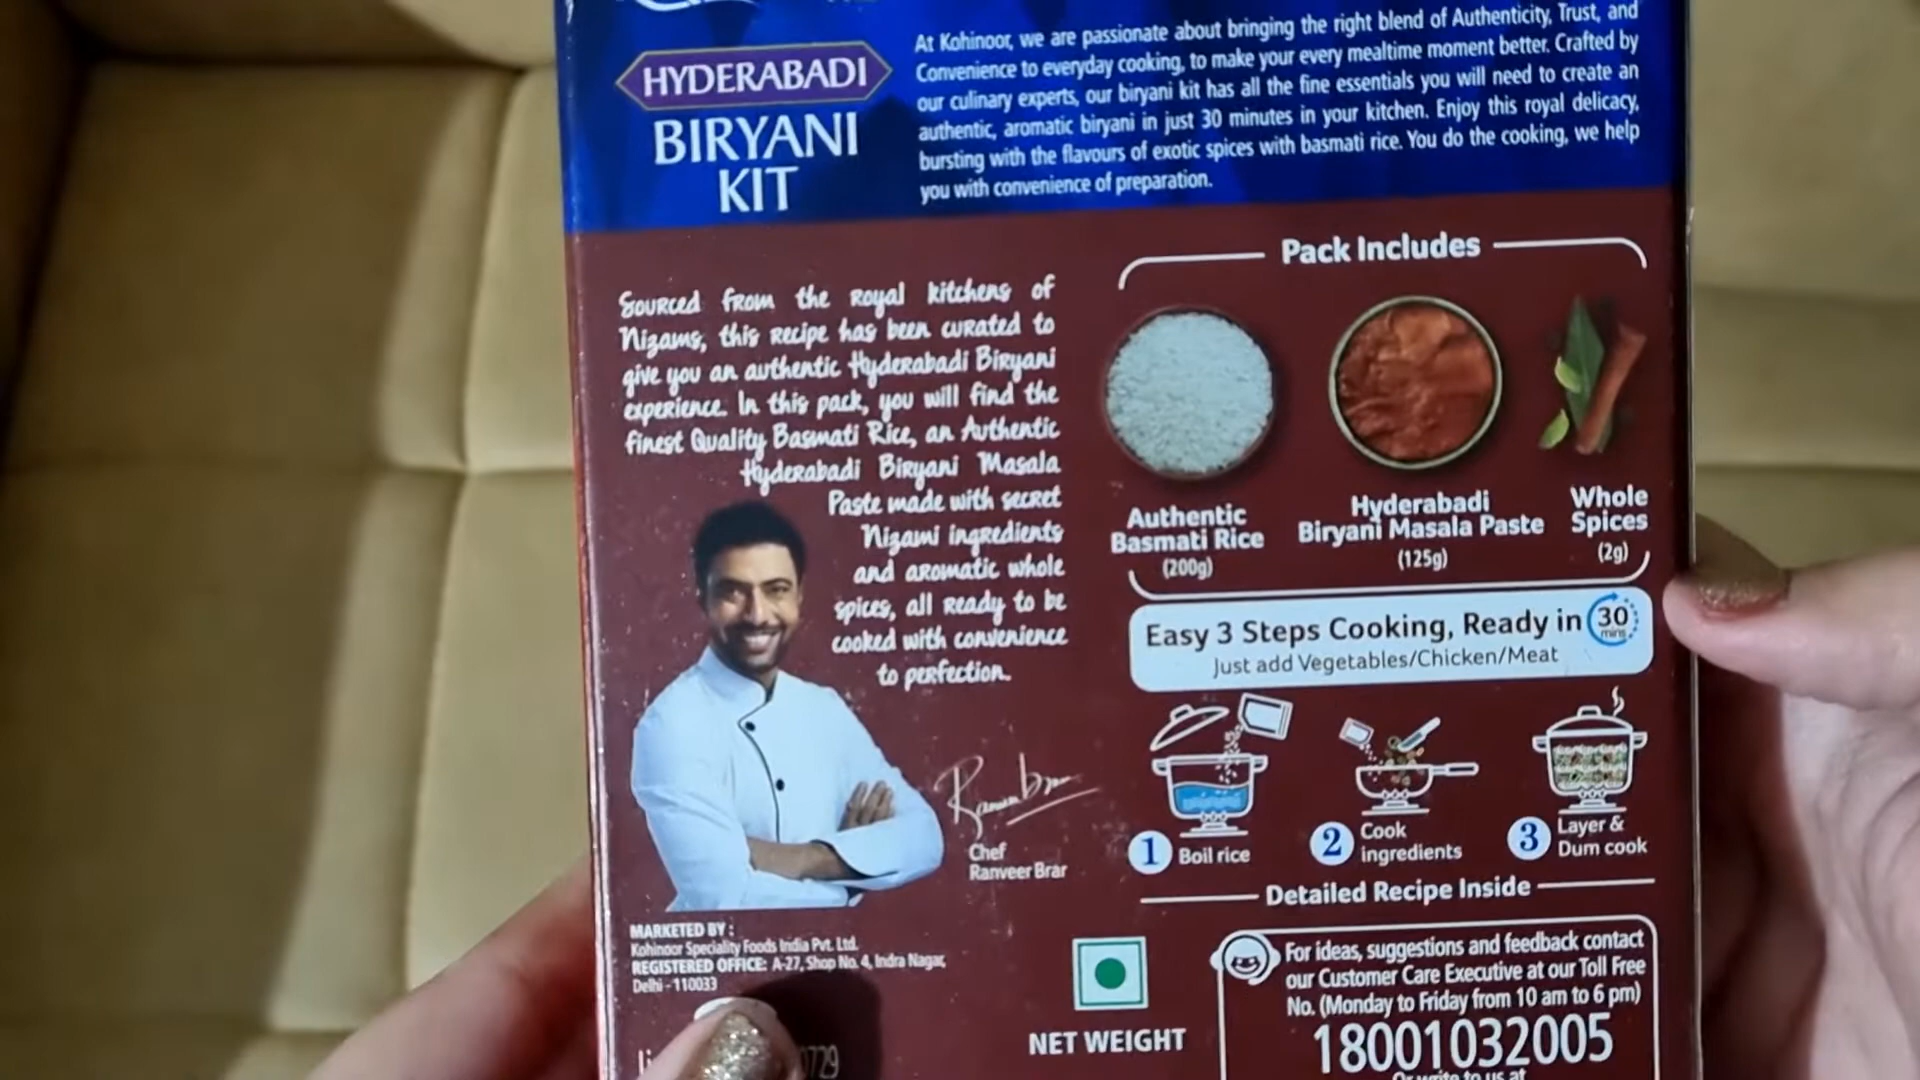 HYDERABADI
BIRYANI
KIT
At Kohinoor, we are passionate about bringing the right blend of Authenticity, Trust, and
Convenience to everyday cooking, to make your every mealtime moment better. Crafted by
our culinary experts, our biryani kit has all the fine essentials you will need to create an
authentic, aromatic biryani in just 30 minutes in your kitchen. Enjoy this royal delicacy,
bursting with the flavours of exotic spices with basmati rice. You do the cooking, we help
you with convenience of preparation.
Sourced from the Royal kitchens of
Nizams, this recipe has been curated to
give you an authentic Hyderabadi Biryani
experience. In this pack, you will find the
finest Quality Basmati Rice, an Authentic
Hyderabadi Biryani Masala
Paste made with secret
Nizami ingredients
and aromatic whole
spices, all ready to be
cooked with convenience
to perfection.
Chef
Ranveer Brar
Pack Includes
Authentic
Basmati Rice
(200g)
Hyderabadi
Biryani Masala Paste
(125g)
Whole
Spices
(2g)
Easy 3 Steps Cooking, Ready in 30 mins
Just add Vegetables/Chicken/Meat
1 Boil rice
2 Cook
ingredients
3 Layer &
Dum cook
Detailed Recipe Inside
MARKETED BY :
Kohinoor Speciality Foods India Pvt. Ltd.
REGISTERED OFFICE: A-27, Shop No. 4, Indra Nagar,
Delhi - 110033
NET WEIGHT
For ideas, suggestions and feedback contact
our Customer Care Executive at our Toll Free
No. (Monday to Friday from 10 am to 6 pm)
18001032005
Or write to us at